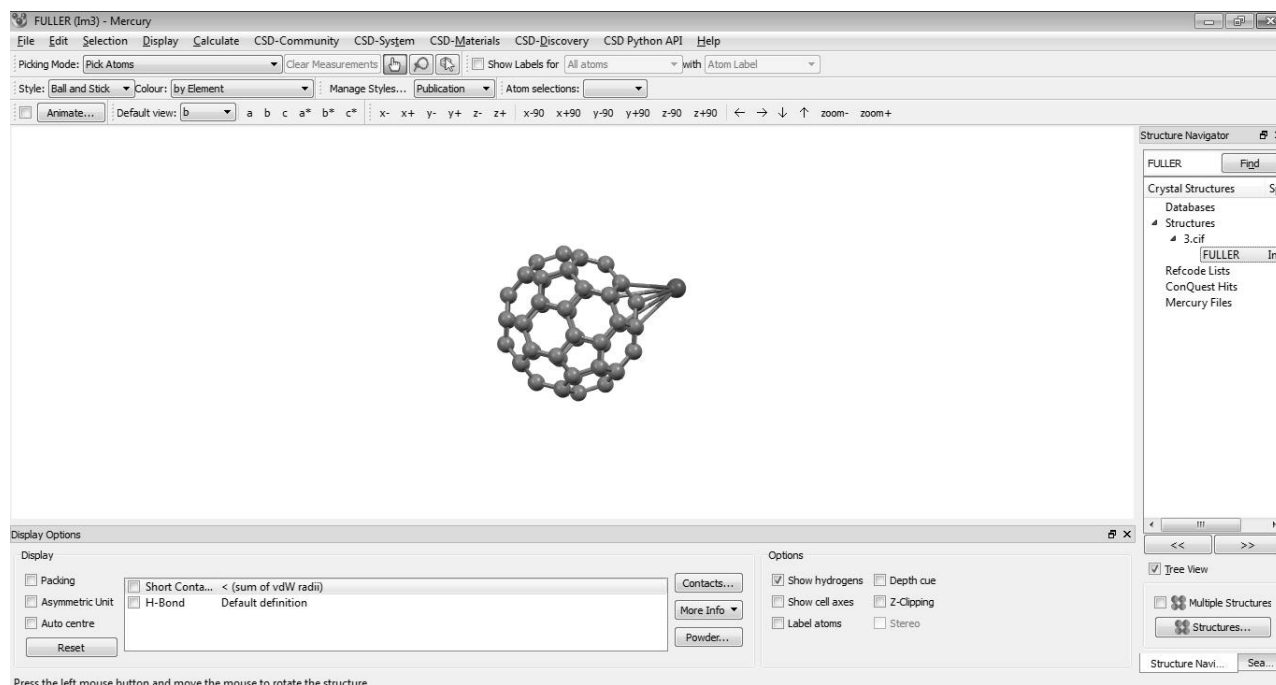 FULLER (Im3) - Mercury
File Edit Selection Display Calculate CSD-Community CSD-System CSD-Materials CSD-Discovery CSD Python API Help
Picking Mode: Pick Atoms Clear Measurements Show Labels for All atoms with Atom Label
Style: Ball and Stick Colour: by Element Manage Styles... Publication Atom selections:
Animate... Default view: b a b c a* b* c* x- x+ y- y+ z- z+ x-90 x+90 y-90 y+90 z-90 z+90 ← → ↓ ↑ zoom- zoom+
Structure Navigator
FULLER Find
Crystal Structures
Databases
Structures
3.cif
FULLER
Refcode Lists
ConQuest Hits
Mercury Files
<< >>
Tree View
Multiple Structures
Structures...
Structure Navi... Sea...
Display Options
Display
Packing
Asymmetric Unit
Auto centre
Reset
Short Conta... < (sum of vdW radii)
H-Bond Default definition
Contacts...
More Info
Powder...
Options
Show hydrogens Depth cue
Show cell axes Z-Clipping
Label atoms Stereo
Press the left mouse button and move the mouse to rotate the structure